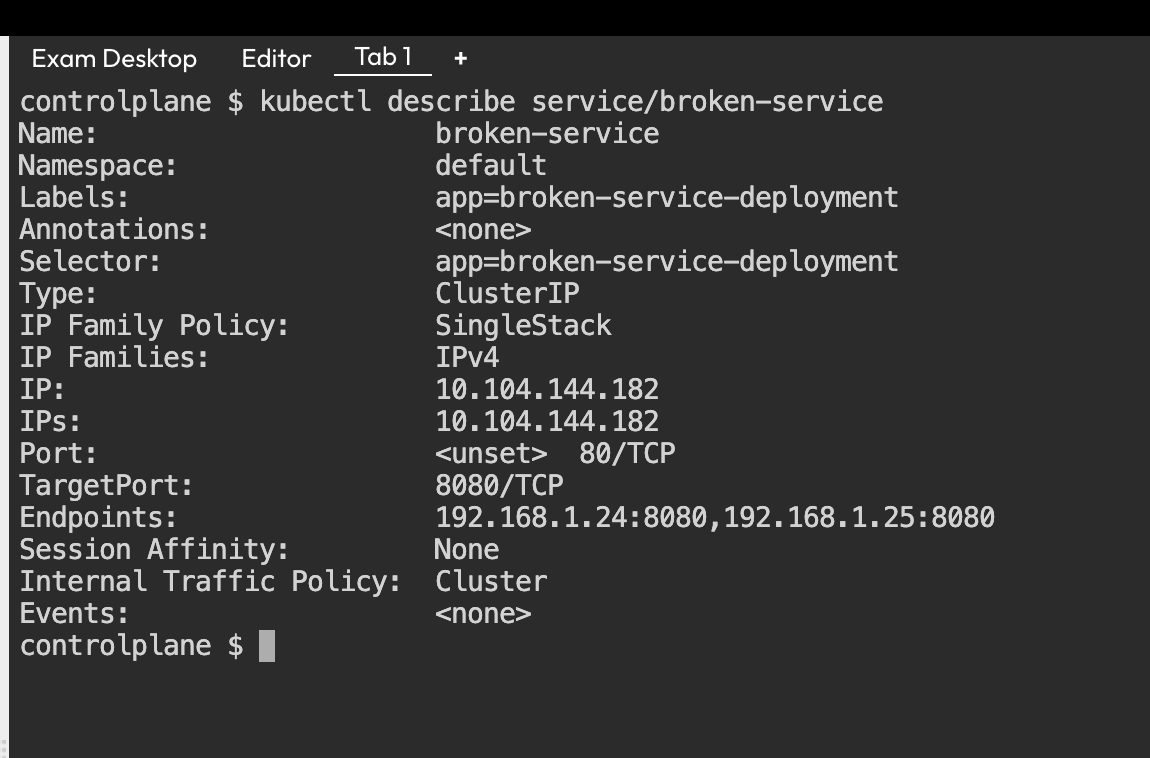 Exam Desktop Editor Tab 1 +
controlplane $ kubectl describe service/broken-service
Name: broken-service
Namespace: default
Labels: app=broken-service-deployment
Annotations: <none>
Selector: app=broken-service-deployment
Type: ClusterIP
IP Family Policy: SingleStack
IP Families: IPv4
IP: 10.104.144.182
IPs: 10.104.144.182
Port: <unset> 80/TCP
TargetPort: 8080/TCP
Endpoints: 192.168.1.24:8080,192.168.1.25:8080
Session Affinity: None
Internal Traffic Policy: Cluster
Events: <none>
controlplane $